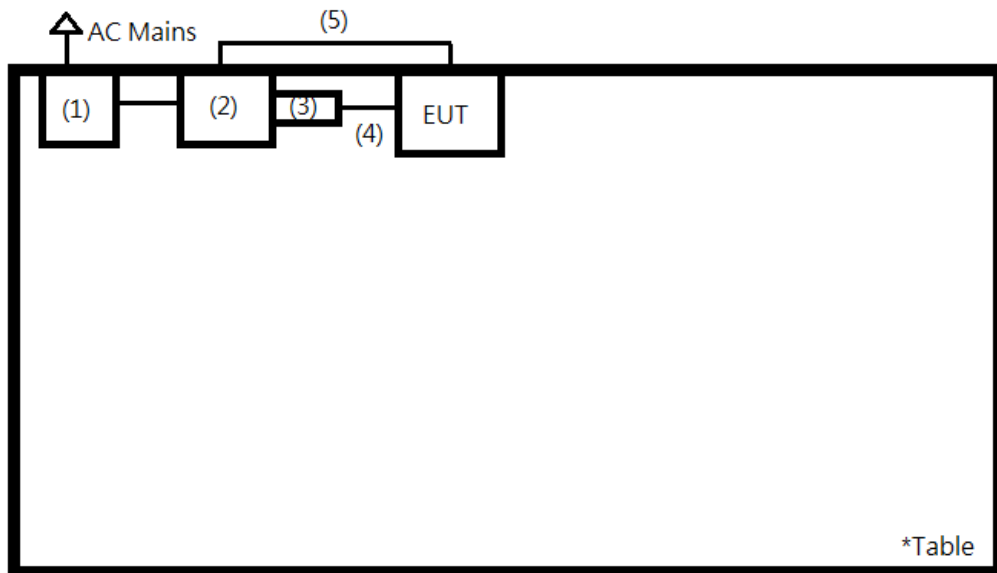 (5)
AC Mains
(1)
(2)
(3)
(4)
EUT
*Table